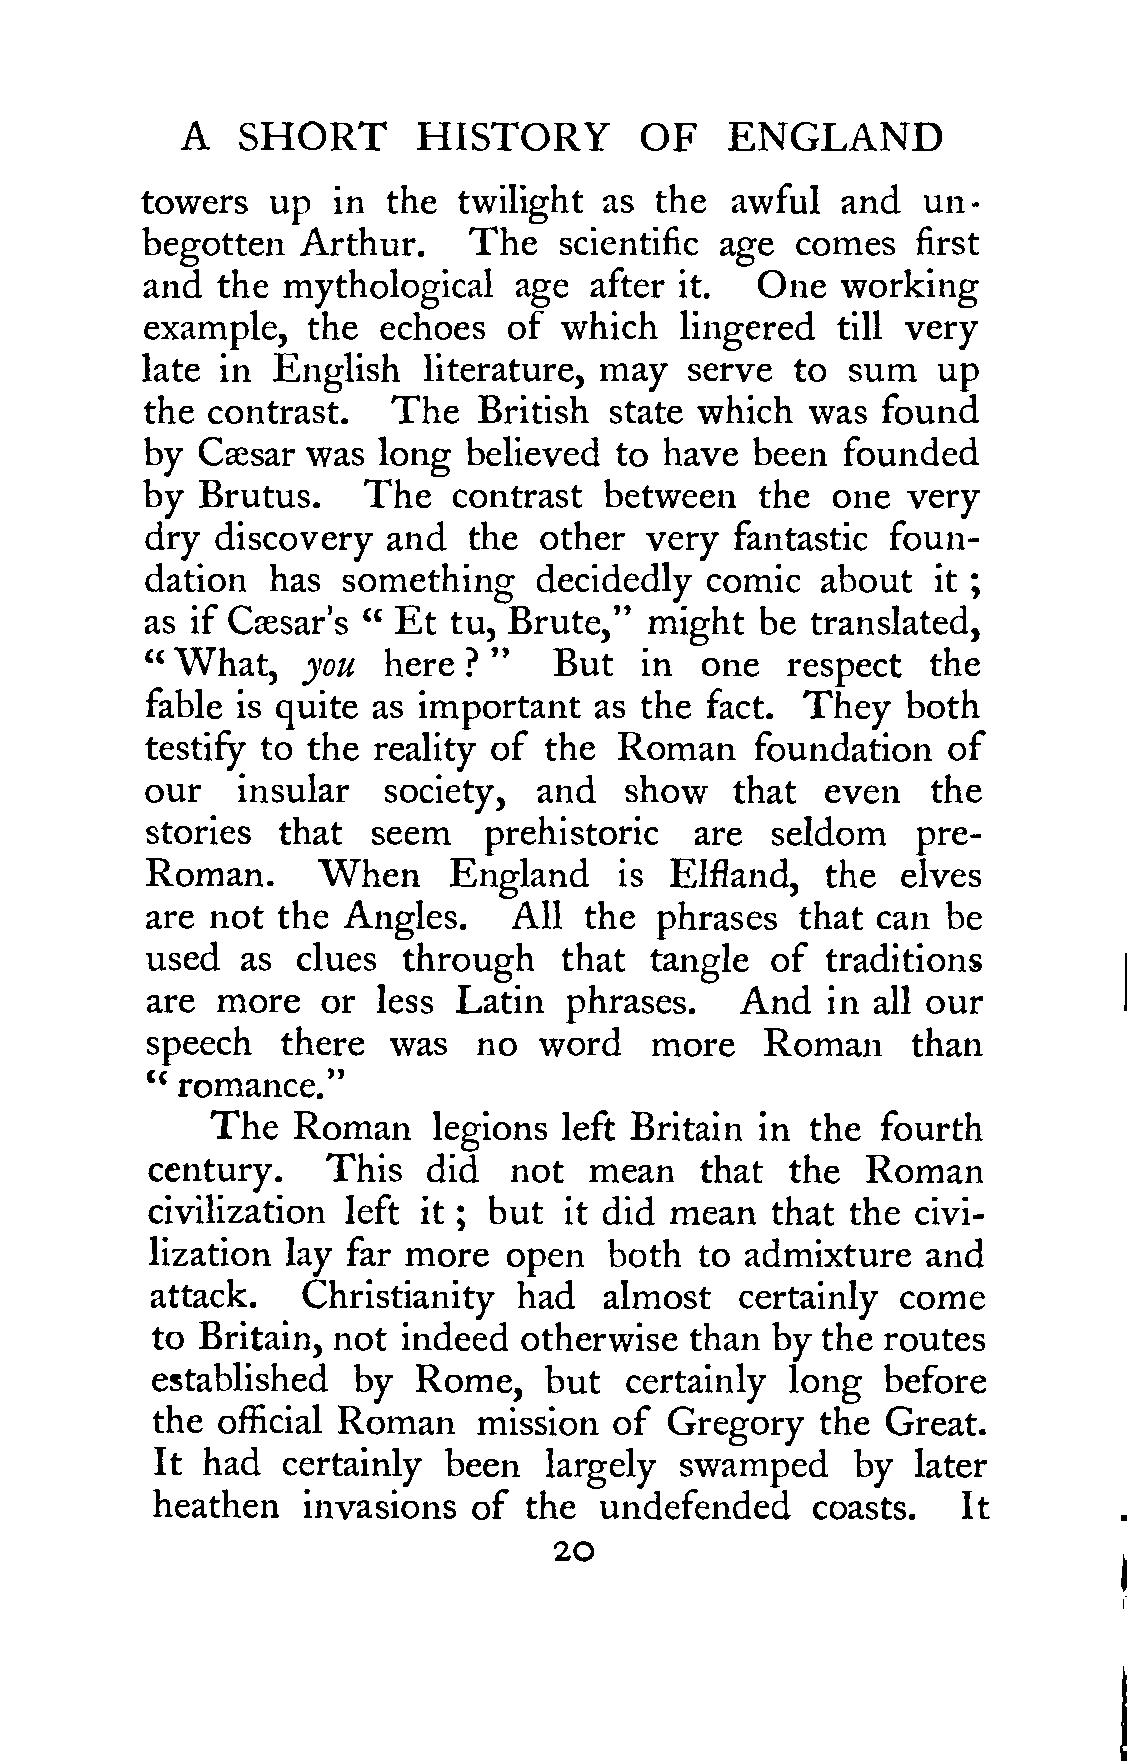 A SHORT HISTORY OF ENGLAND
towers up in the twilight as the awful and un-
begotten Arthur. The scientific age comes first
and the mythological age after it. One working
example, the echoes of which lingered till very
late in English literature, may serve to sum up
the contrast. The British state which was found
by Cæsar was long believed to have been founded
by Brutus. The contrast between the one very
dry discovery and the other very fantastic foun-
dation has something decidedly comic about it ;
as if Cæsar's “ Et tu, Brute,” might be translated,
“ What, you here ? ” But in one respect the
fable is quite as important as the fact. They both
testify to the reality of the Roman foundation of
our insular society, and show that even the
stories that seem prehistoric are seldom pre-
Roman. When England is Elfland, the elves
are not the Angles. All the phrases that can be
used as clues through that tangle of traditions
are more or less Latin phrases. And in all our
speech there was no word more Roman than
“ romance.”
The Roman legions left Britain in the fourth
century. This did not mean that the Roman
civilization left it ; but it did mean that the civi-
lization lay far more open both to admixture and
attack. Christianity had almost certainly come
to Britain, not indeed otherwise than by the routes
established by Rome, but certainly long before
the official Roman mission of Gregory the Great.
It had certainly been largely swamped by later
heathen invasions of the undefended coasts. It
20